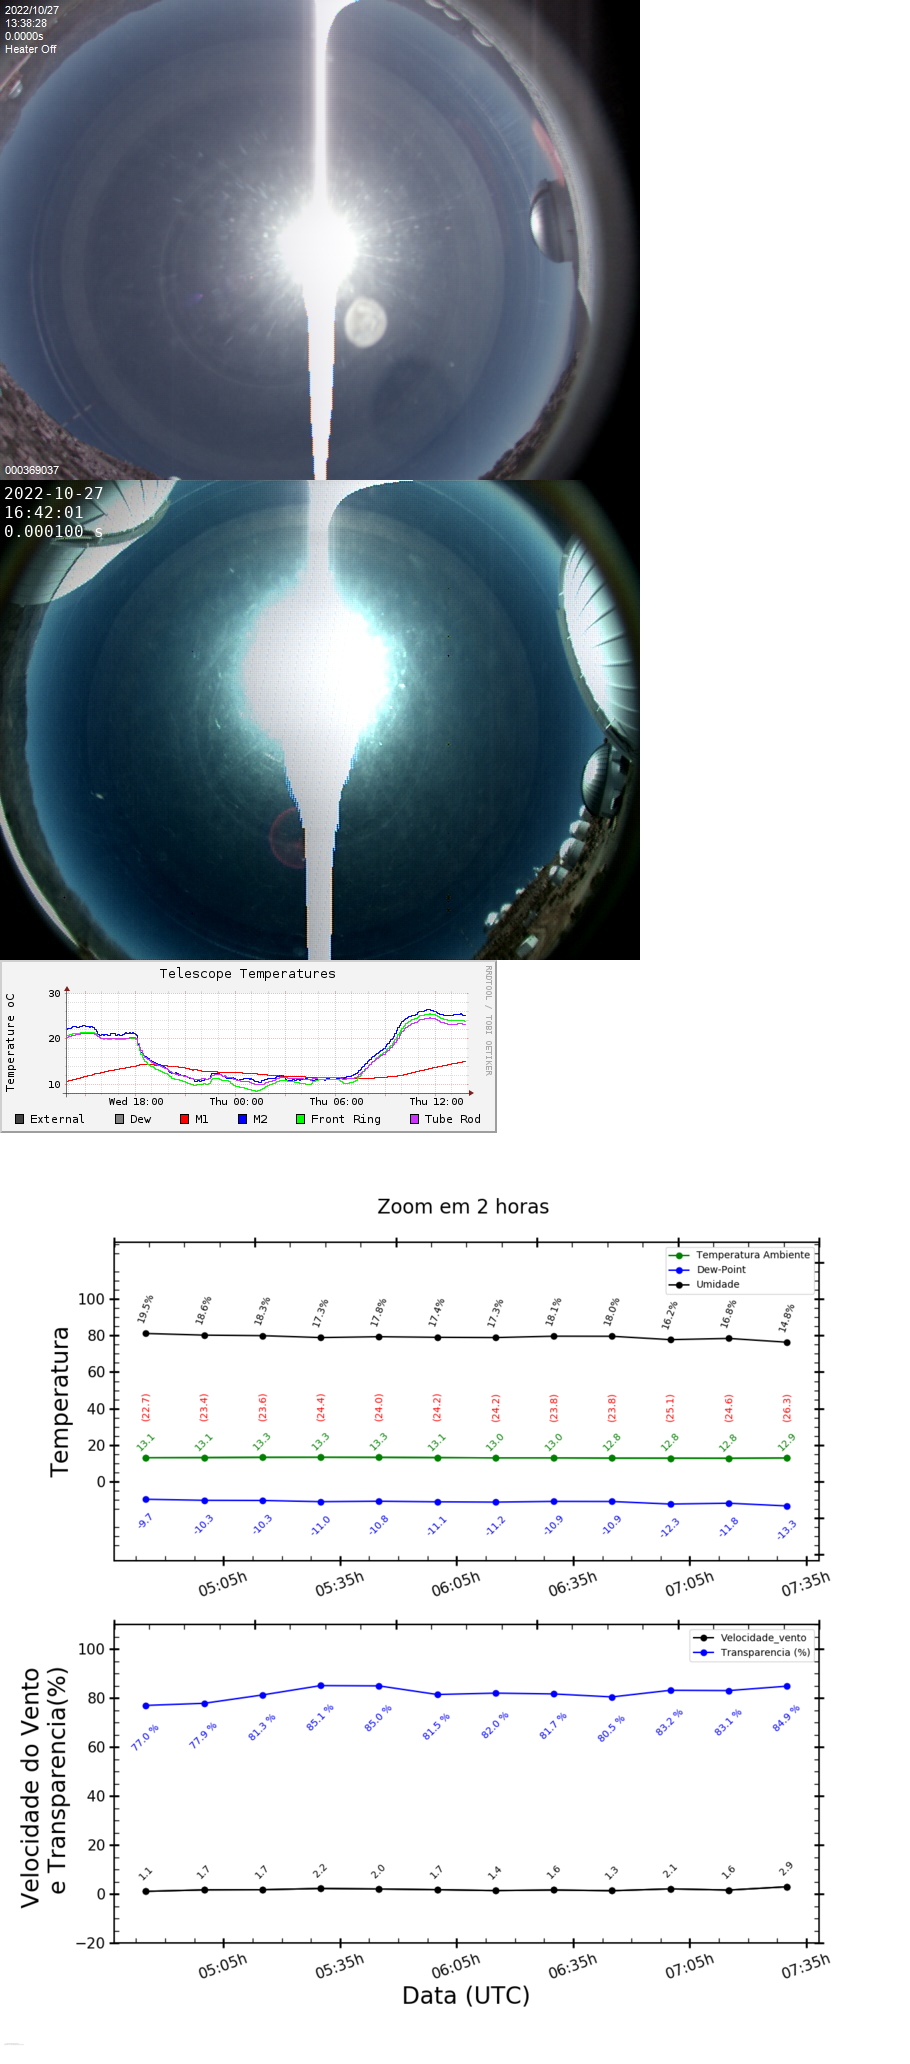 2022/10/27
13:38:28
0.0000s
Heater Off
000369037
2022-10-27
16:42:01
0.000100 s
Telescope Temperatures
RRDTOOL / TOBI OETIKER
Temperature oC
30
20
10
Wed 18:00 Thu 00:00 Thu 06:00 Thu 12:00
External Dew M1 M2 Front Ring Tube Rod
Zoom em 2 horas
Temperatura Ambiente
Dew-Point
Umidade
Temperatura
100
80
60
40
20
0
19.5% 18.6% 18.3% 17.3% 17.8% 17.4% 17.3% 18.1% 18.0% 16.2% 16.8% 14.8%
(22.7) (23.4) (23.6) (24.4) (24.0) (24.2) (24.2) (23.8) (23.8) (25.1) (24.6) (26.3)
13.1 13.1 13.3 13.3 13.3 13.1 13.0 13.0 12.8 12.8 12.8 12.9
-9.7 -10.3 -10.3 -11.0 -10.8 -11.1 -11.2 -10.9 -10.9 -12.3 -11.8 -13.3
05:05h 05:35h 06:05h 06:35h 07:05h 07:35h
Velocidade_vento
Transparencia (%)
Velocidade do Vento
e Transparencia(%)
100
80
60
40
20
0
−20
77.0 % 77.9 % 81.3 % 85.1 % 85.0 % 81.5 % 82.0 % 81.7 % 80.5 % 83.2 % 83.1 % 84.9 %
1.1 1.7 1.7 2.2 2.0 1.7 1.4 1.6 1.3 2.1 1.6 2.9
05:05h 05:35h 06:05h 06:35h 07:05h 07:35h
Data (UTC)